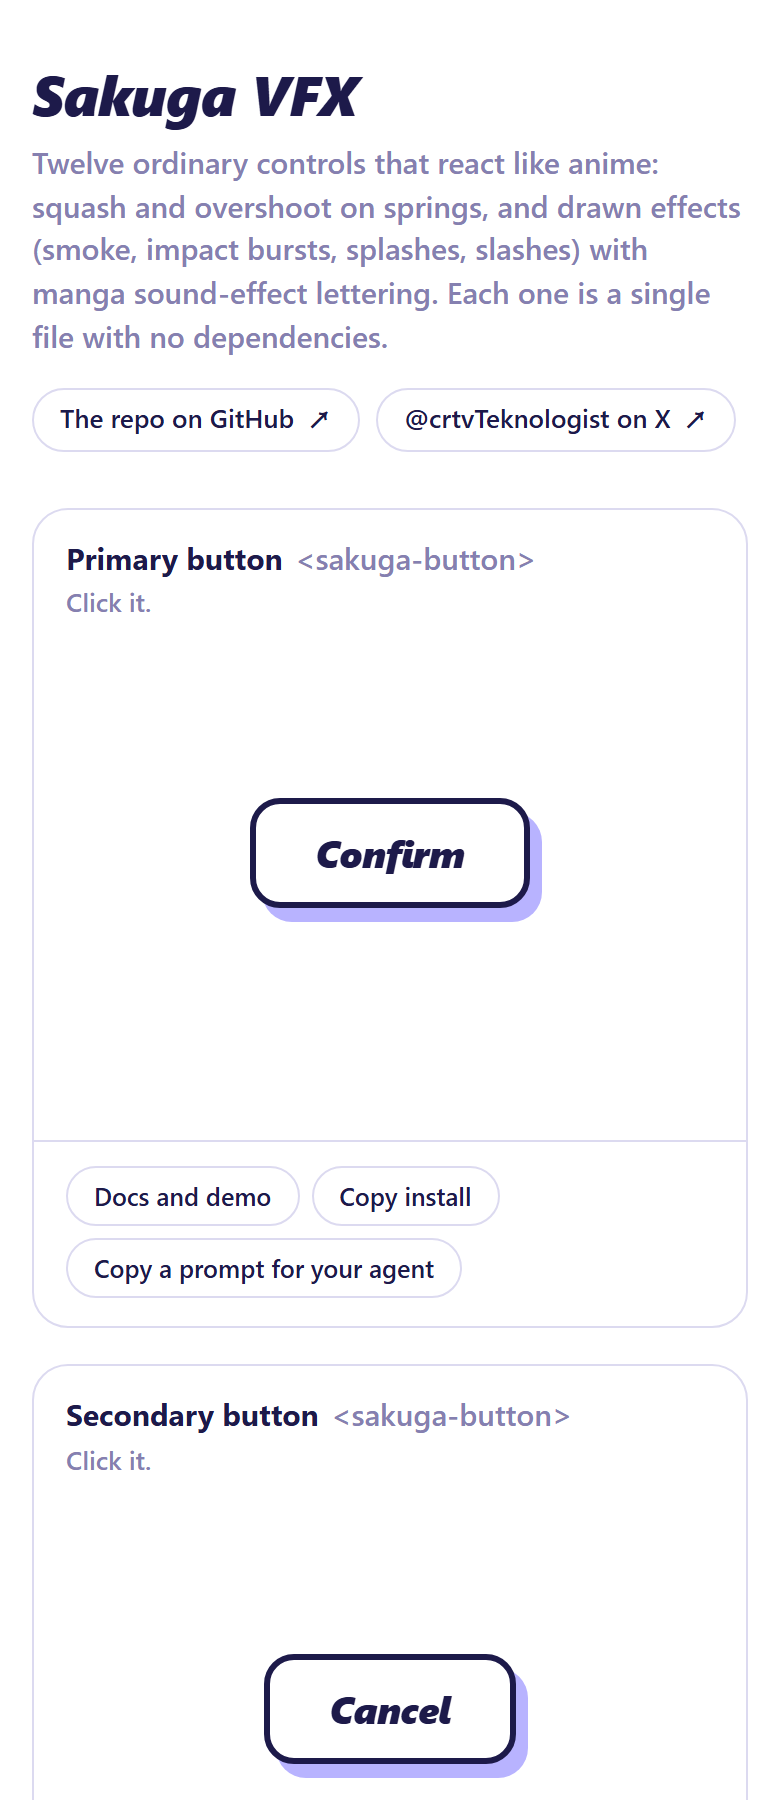 Sakuga VFX
Twelve ordinary controls that react like anime:
squash and overshoot on springs, and drawn effects
(smoke, impact bursts, splashes, slashes) with
manga sound-effect lettering. Each one is a single
file with no dependencies.
The repo on GitHub ↗ @crtvTeknologist on X ↗
Primary button <sakuga-button>
Click it.
Confirm
Docs and demo Copy install
Copy a prompt for your agent
Secondary button <sakuga-button>
Click it.
Cancel